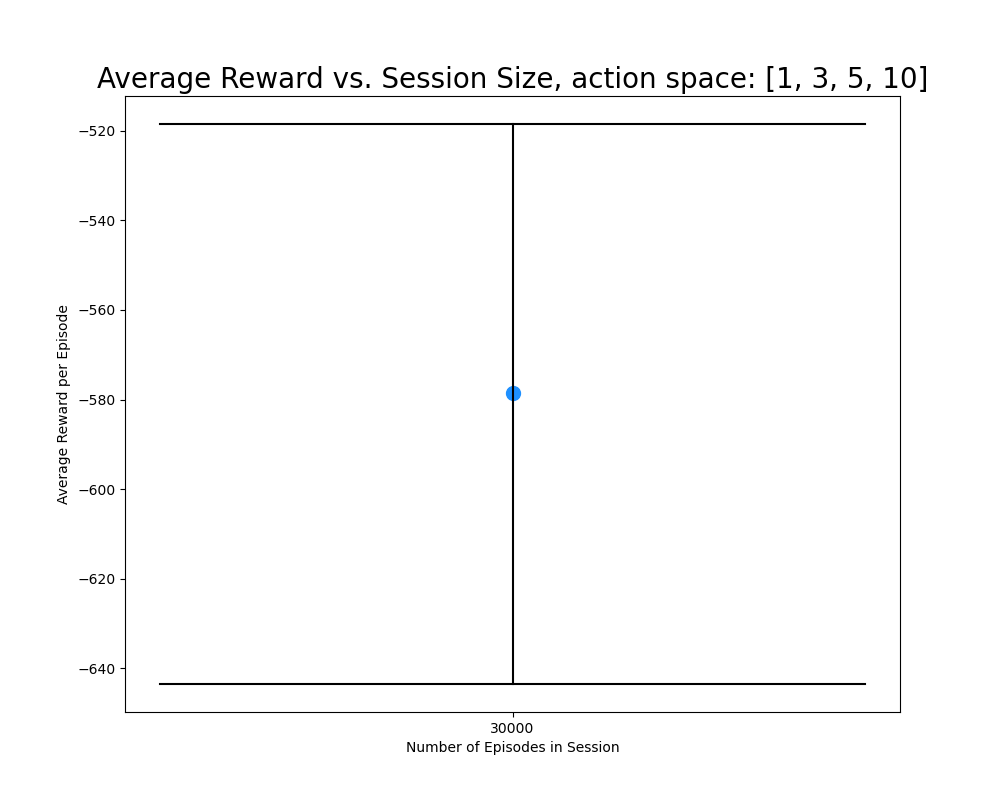 Average Reward vs. Session Size, action space: [1, 3, 5, 10]
−520
−540
−560
−580
−600
−620
−640
Average Reward per Episode
30000
Number of Episodes in Session